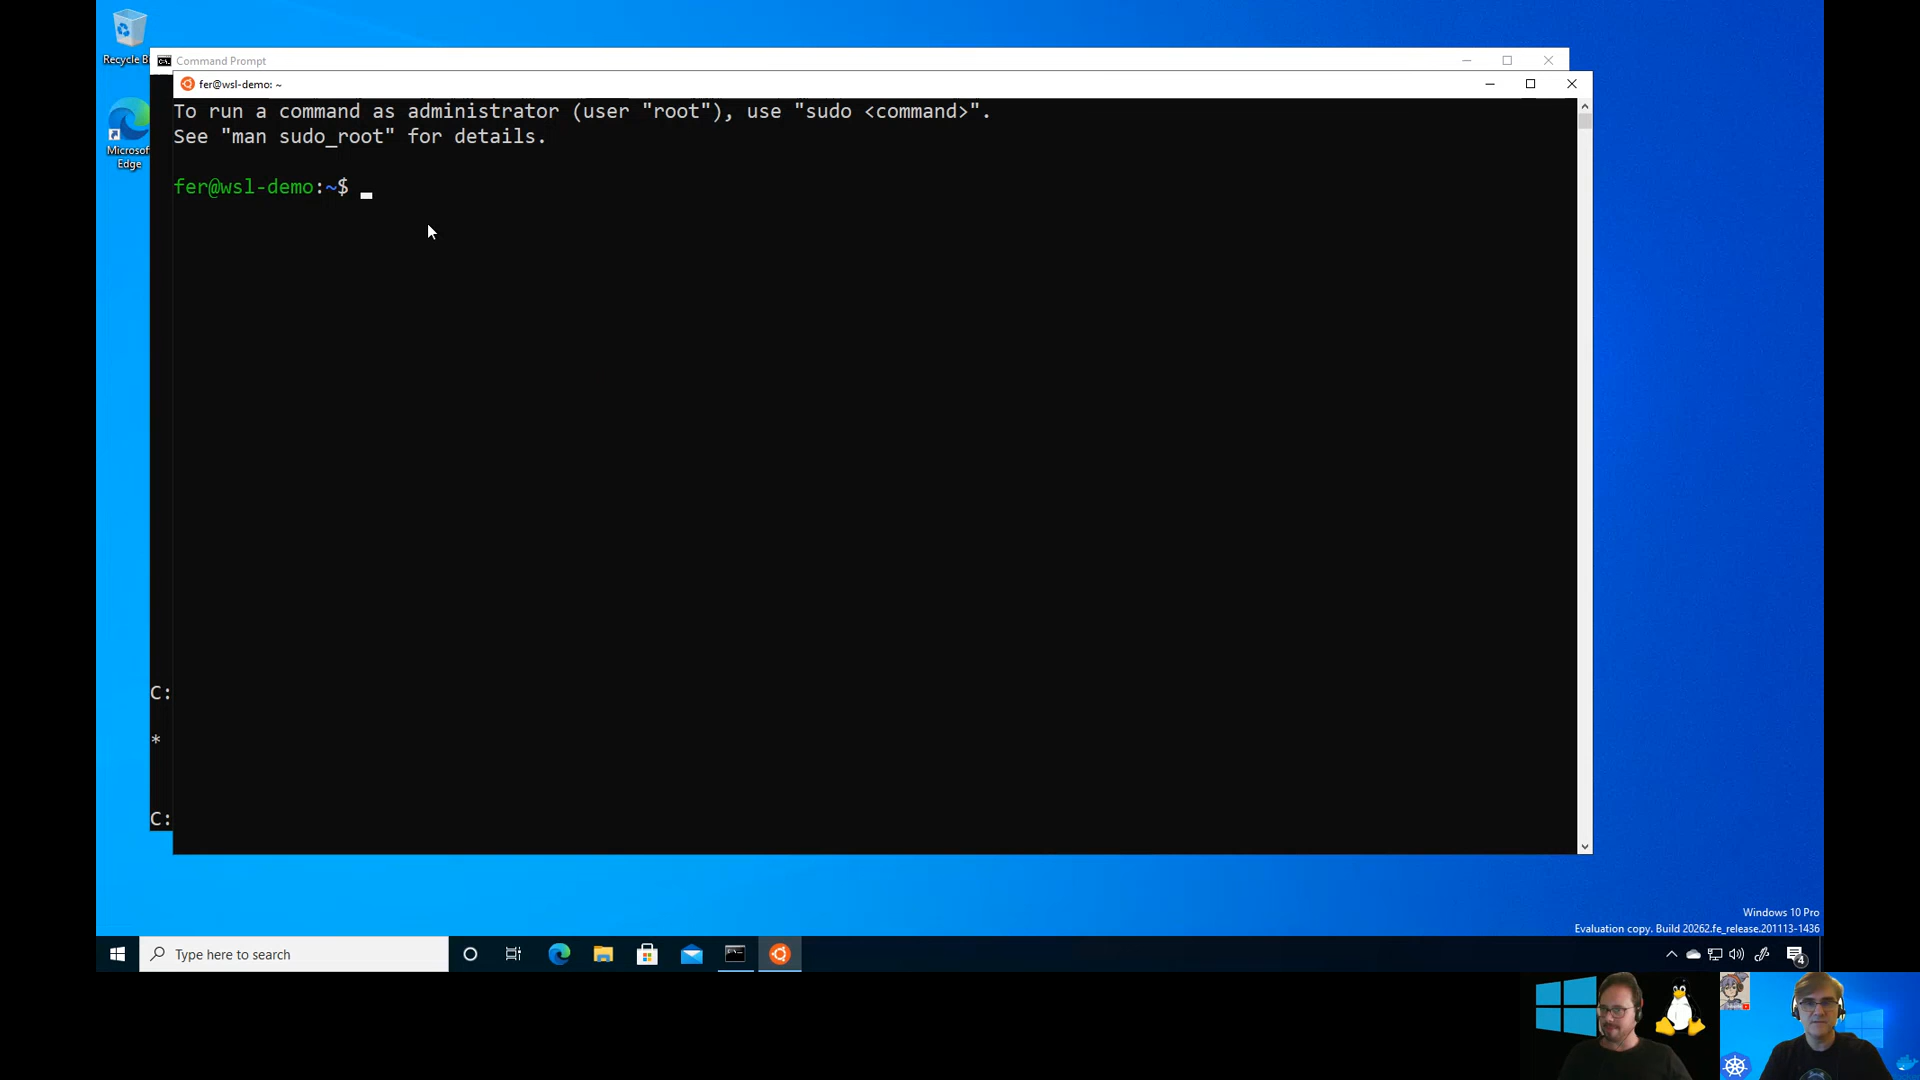 Recycle B
Command Prompt
fer@wsl-demo: ~
To run a command as administrator (user "root"), use "sudo <command>".
See "man sudo_root" for details.
fer@wsl-demo:~$
Microsof
Edge
C:
*
C:
Windows 10 Pro
Evaluation copy. Build 20262.fe_release.201113-1436
Type here to search
4